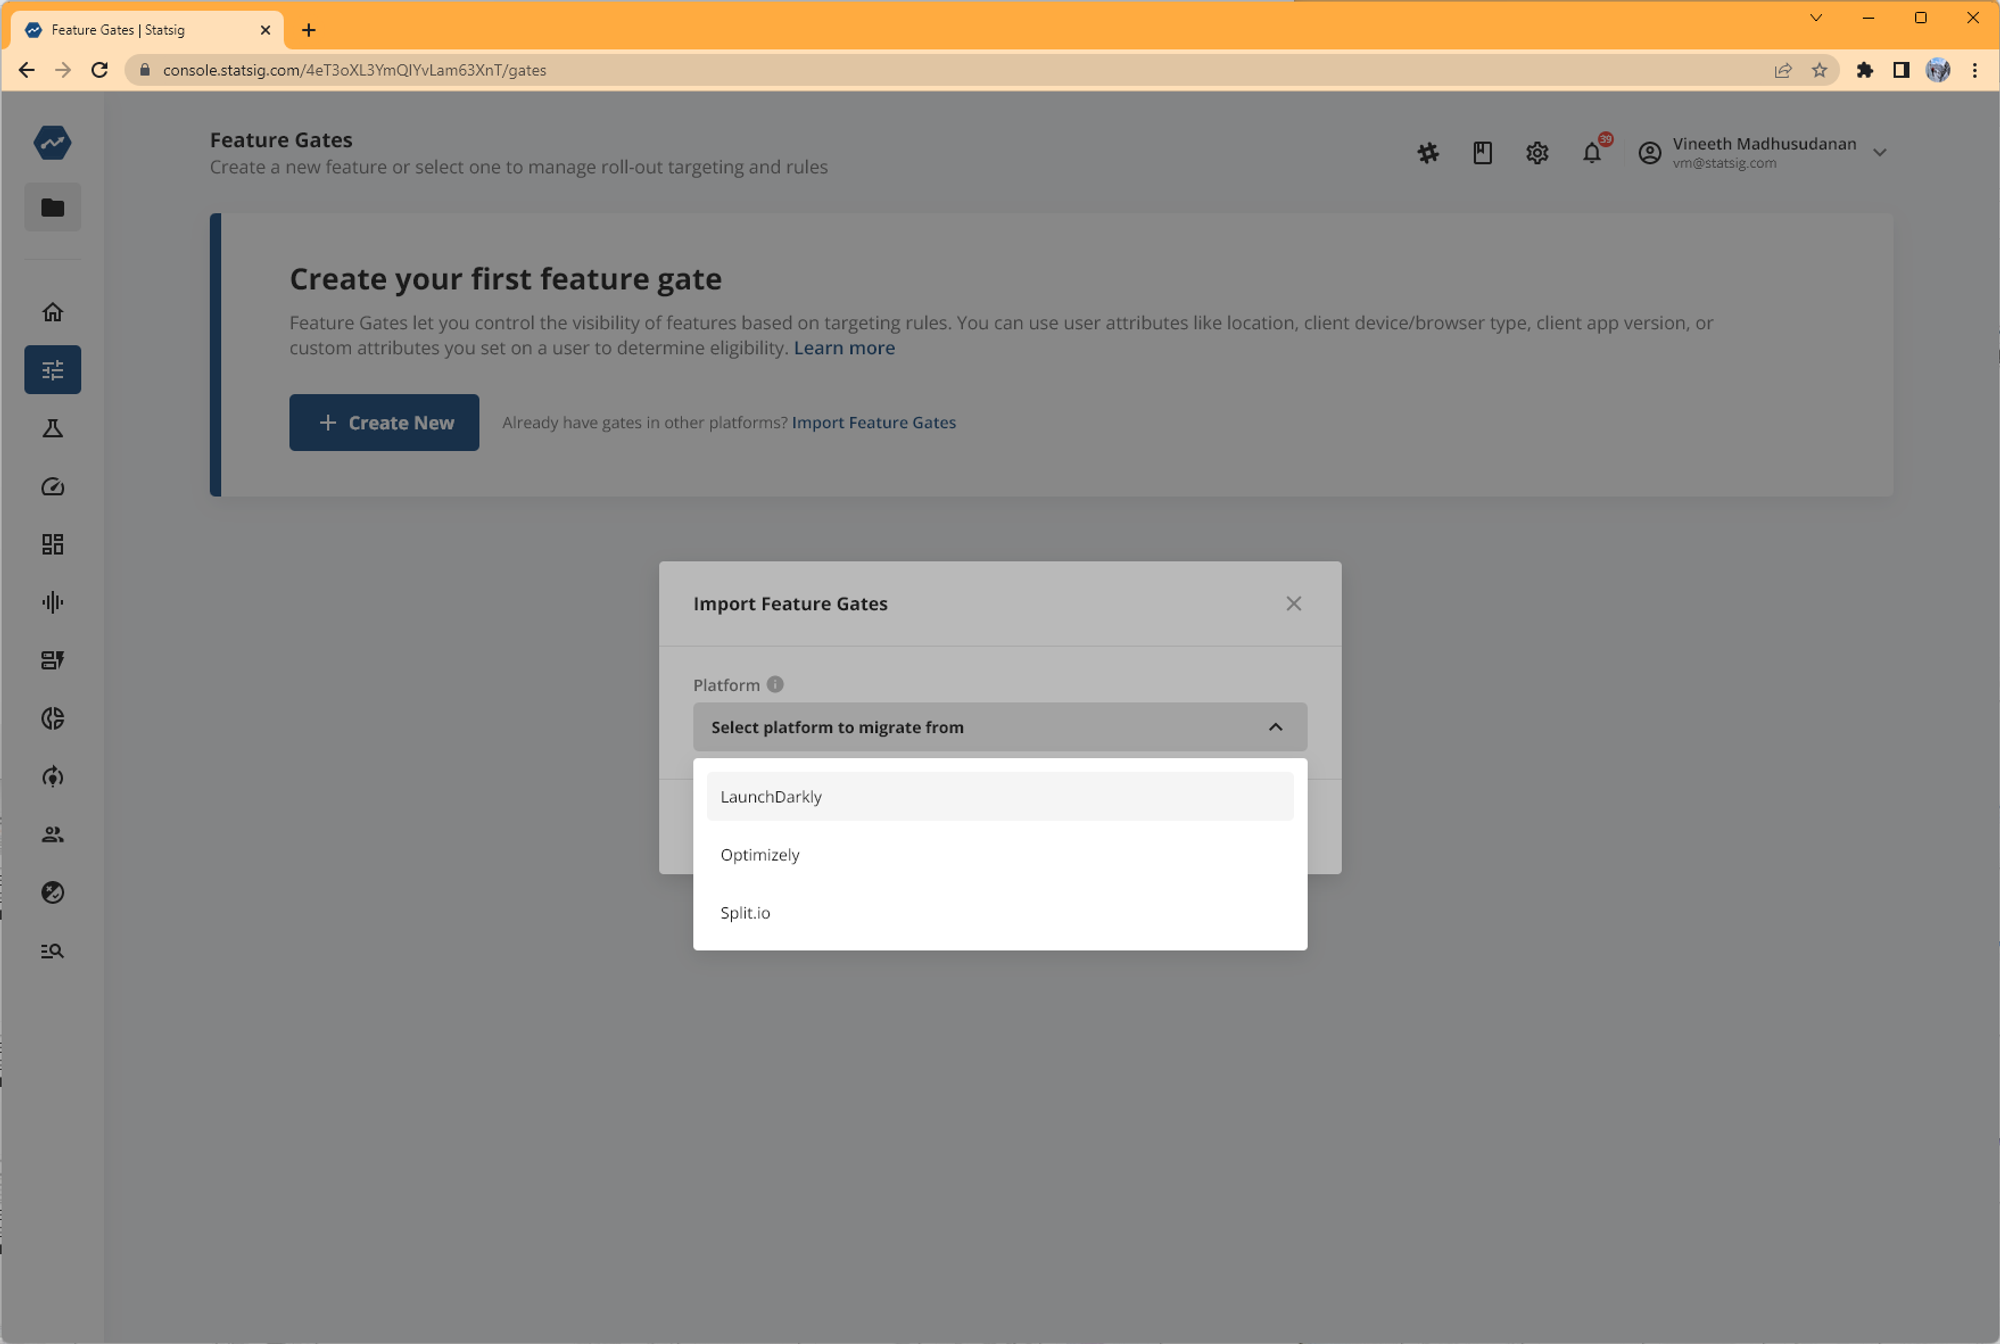 Feature Gates | Statsig
console.statsig.com/4eT3oXL3YmQIYvLam63XnT/gates
Feature Gates
Create a new feature or select one to manage roll-out targeting and rules
39
Vineeth Madhusudanan
vm@statsig.com
Create your first feature gate
Feature Gates let you control the visibility of features based on targeting rules. You can use user attributes like location, client device/browser type, client app version, or
custom attributes you set on a user to determine eligibility. Learn more
+ Create New
Already have gates in other platforms? Import Feature Gates
Import Feature Gates
Platform
Select platform to migrate from
LaunchDarkly
Optimizely
Split.io